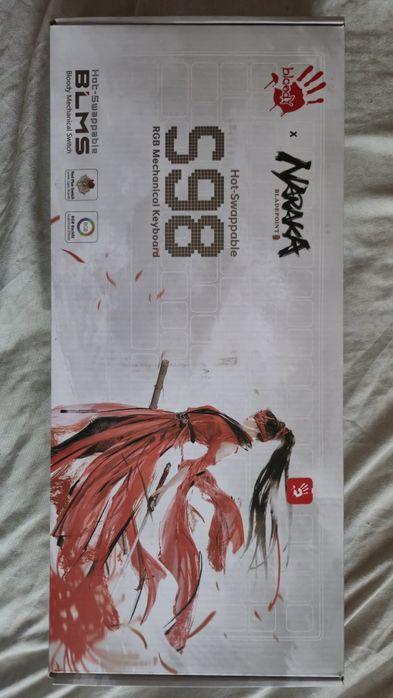 bloody
x
NARAKA
BLADEPOINT
Hot-Swappable
S98
RGB Mechanical Keyboard
Hot-Swappable
BLMS
Bloody Mechanical Switch